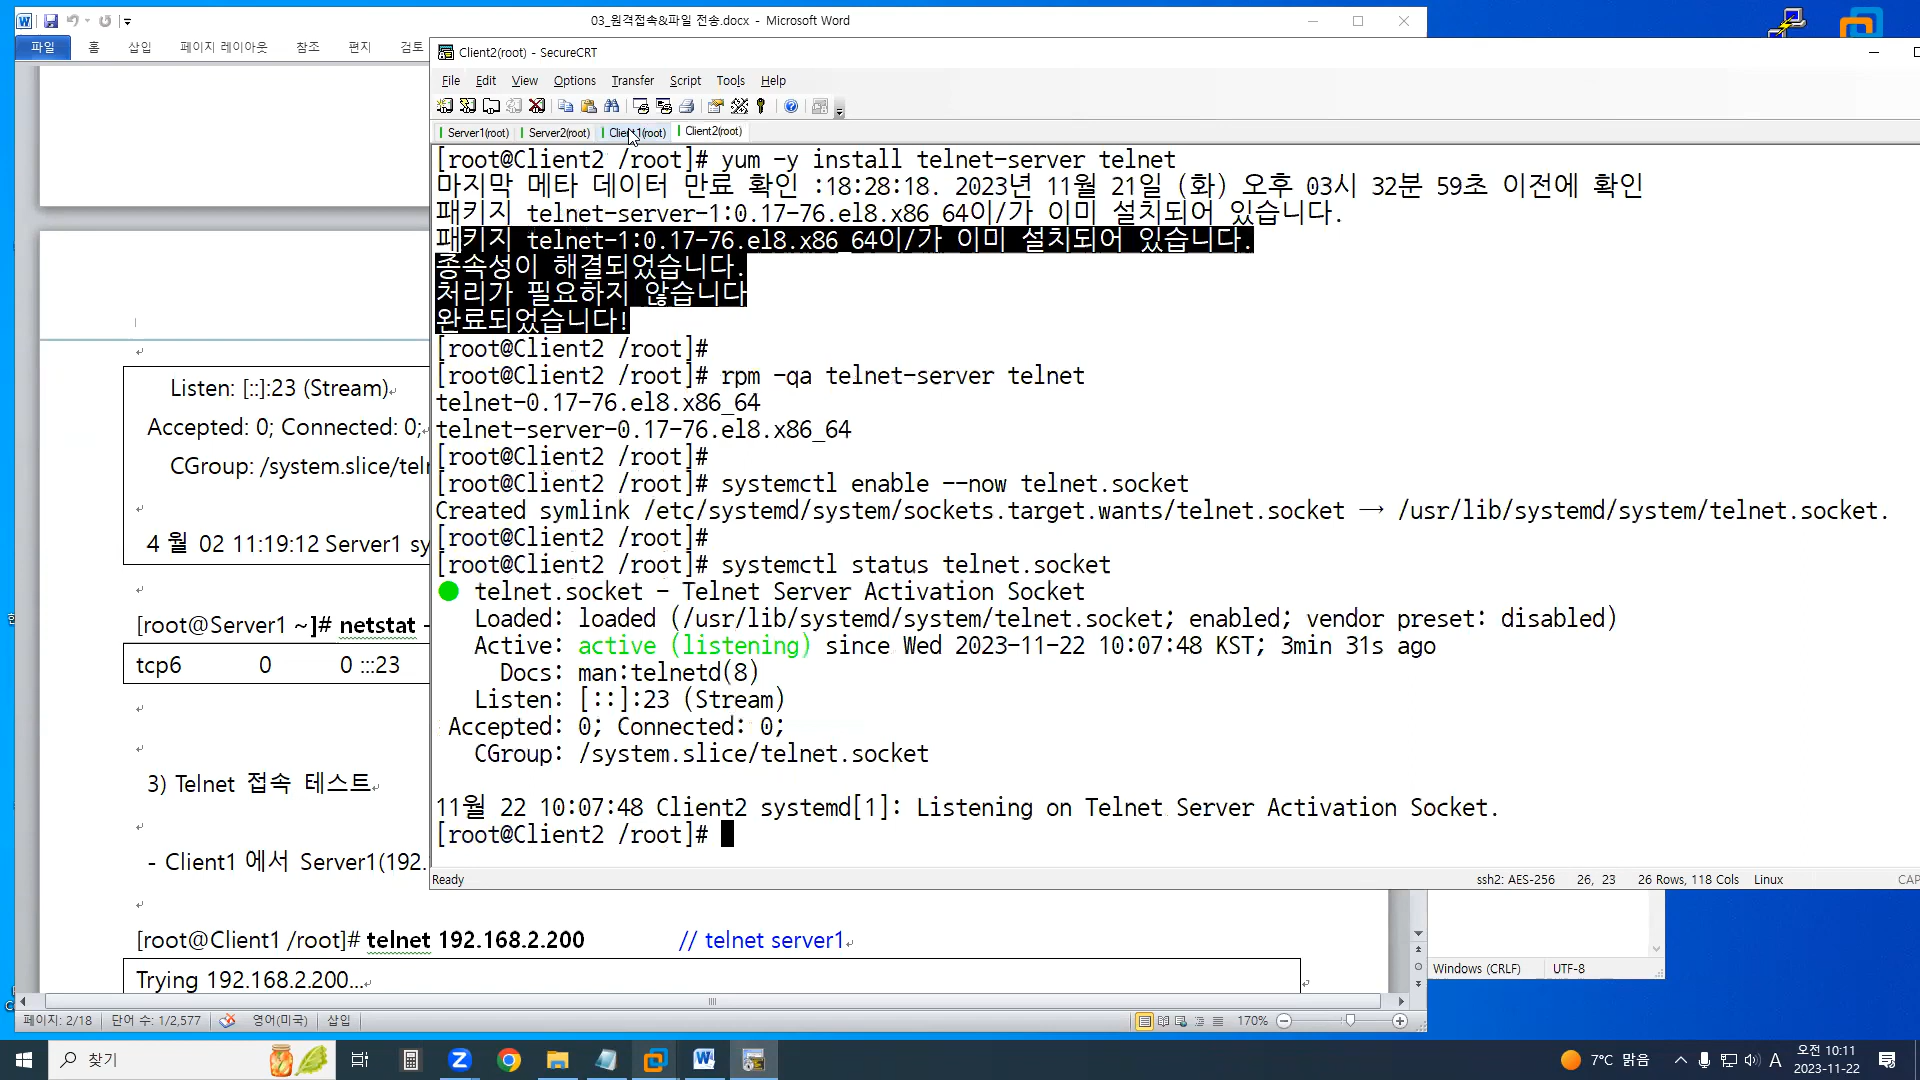 03_원격접속&파일 전송.docx - Microsoft Word
파일 홈 삽입 페이지 레이아웃 참조 편지 검토
Client2(root) - SecureCRT
File Edit View Options Transfer Script Tools Help
Server1(root) Server2(root) Client1(root) Client2(root)
[root@Client2 /root]# yum -y install telnet-server telnet
마지막 메타 데이터 만료 확인 :18:28:18. 2023년 11월 21일 (화) 오후 03시 32분 59초 이전에 확인
패키지 telnet-server-1:0.17-76.el8.x86_64이/가 이미 설치되어 있습니다.
패키지 telnet-1:0.17-76.el8.x86_64이/가 이미 설치되어 있습니다.
종속성이 해결되었습니다.
처리가 필요하지 않습니다
완료되었습니다!
[root@Client2 /root]#
[root@Client2 /root]# rpm -qa telnet-server telnet
telnet-0.17-76.el8.x86_64
telnet-server-0.17-76.el8.x86_64
[root@Client2 /root]#
[root@Client2 /root]# systemctl enable --now telnet.socket
Created symlink /etc/systemd/system/sockets.target.wants/telnet.socket → /usr/lib/systemd/system/telnet.socket.
[root@Client2 /root]#
[root@Client2 /root]# systemctl status telnet.socket
● telnet.socket - Telnet Server Activation Socket
Loaded: loaded (/usr/lib/systemd/system/telnet.socket; enabled; vendor preset: disabled)
Active: active (listening) since Wed 2023-11-22 10:07:48 KST; 3min 31s ago
Docs: man:telnetd(8)
Listen: [::]:23 (Stream)
Accepted: 0; Connected: 0;
CGroup: /system.slice/telnet.socket
11월 22 10:07:48 Client2 systemd[1]: Listening on Telnet Server Activation Socket.
[root@Client2 /root]#
Ready ssh2: AES-256 26, 23 26 Rows, 118 Cols Linux CAP
Listen: [::]:23 (Stream)
Accepted: 0; Connected: 0;
CGroup: /system.slice/teln
4 월 02 11:19:12 Server1 sy
[root@Server1 ~]# netstat -
tcp6 0 0 :::23
3) Telnet 접속 테스트
- Client1 에서 Server1(192.
[root@Client1 /root]# telnet 192.168.2.200 // telnet server1
Trying 192.168.2.200...
Windows (CRLF) UTF-8
페이지: 2/18 단어 수: 1/2,577 영어(미국) 삽입 170%
찾기
7°C 맑음 A 오전 10:11
2023-11-22